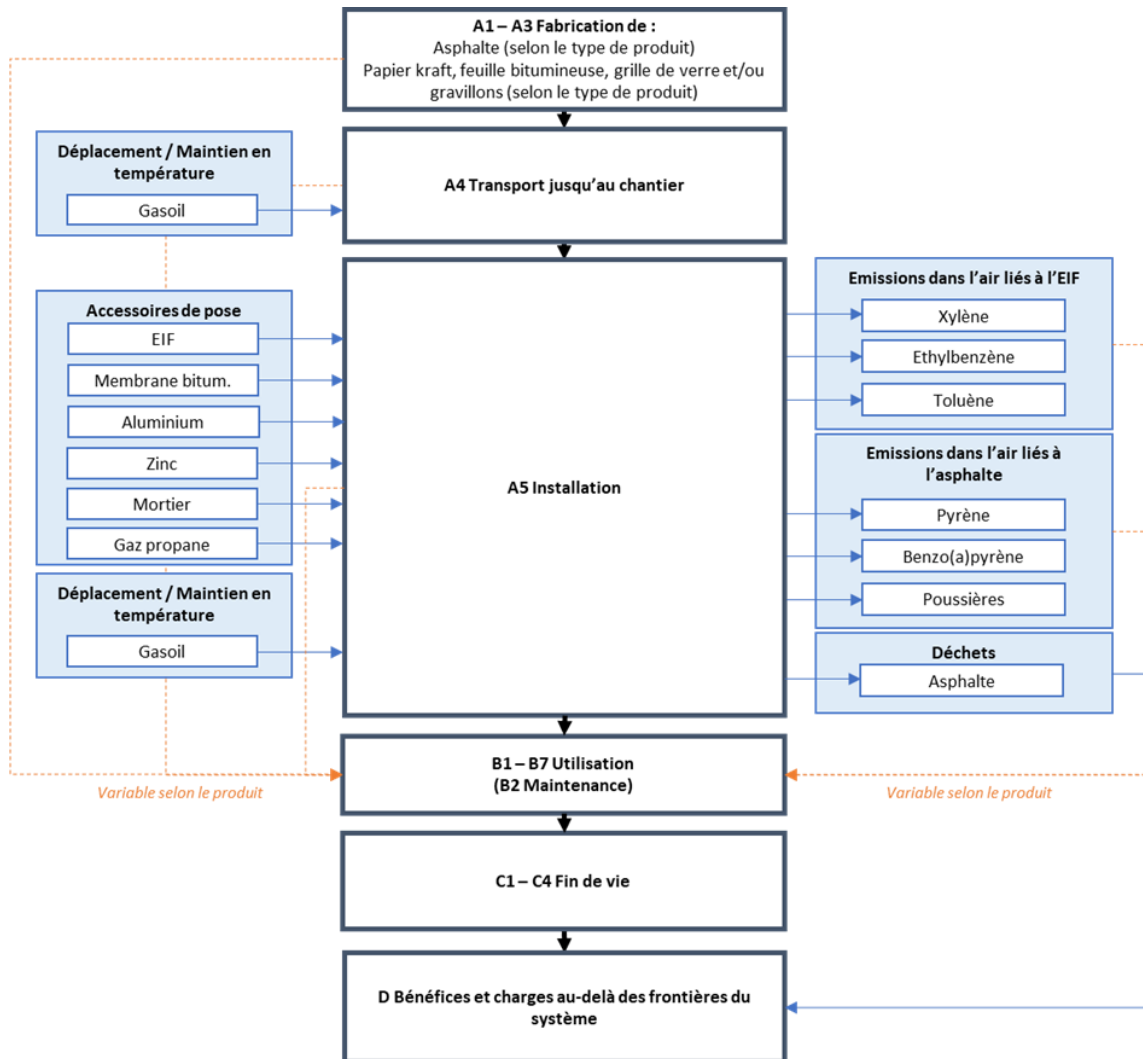 A1 – A3 Fabrication de :
Asphalte (selon le type de produit)
Papier kraft, feuille bitumineuse, grille de verre et/ou
gravillons (selon le type de produit)
Déplacement / Maintien en
température
Gasoil
A4 Transport jusqu'au chantier
Accessoires de pose
EIF
Membrane bitum.
Aluminium
Zinc
Mortier
Gaz propane
Déplacement / Maintien en
température
Gasoil
A5 Installation
Emissions dans l'air liés à l'EIF
Xylène
Ethylbenzène
Toluène
Emissions dans l'air liés à
l'asphalte
Pyrène
Benzo(a)pyrène
Poussières
Déchets
Asphalte
B1 – B7 Utilisation
(B2 Maintenance)
Variable selon le produit
Variable selon le produit
C1 – C4 Fin de vie
D Bénéfices et charges au-delà des frontières du
système